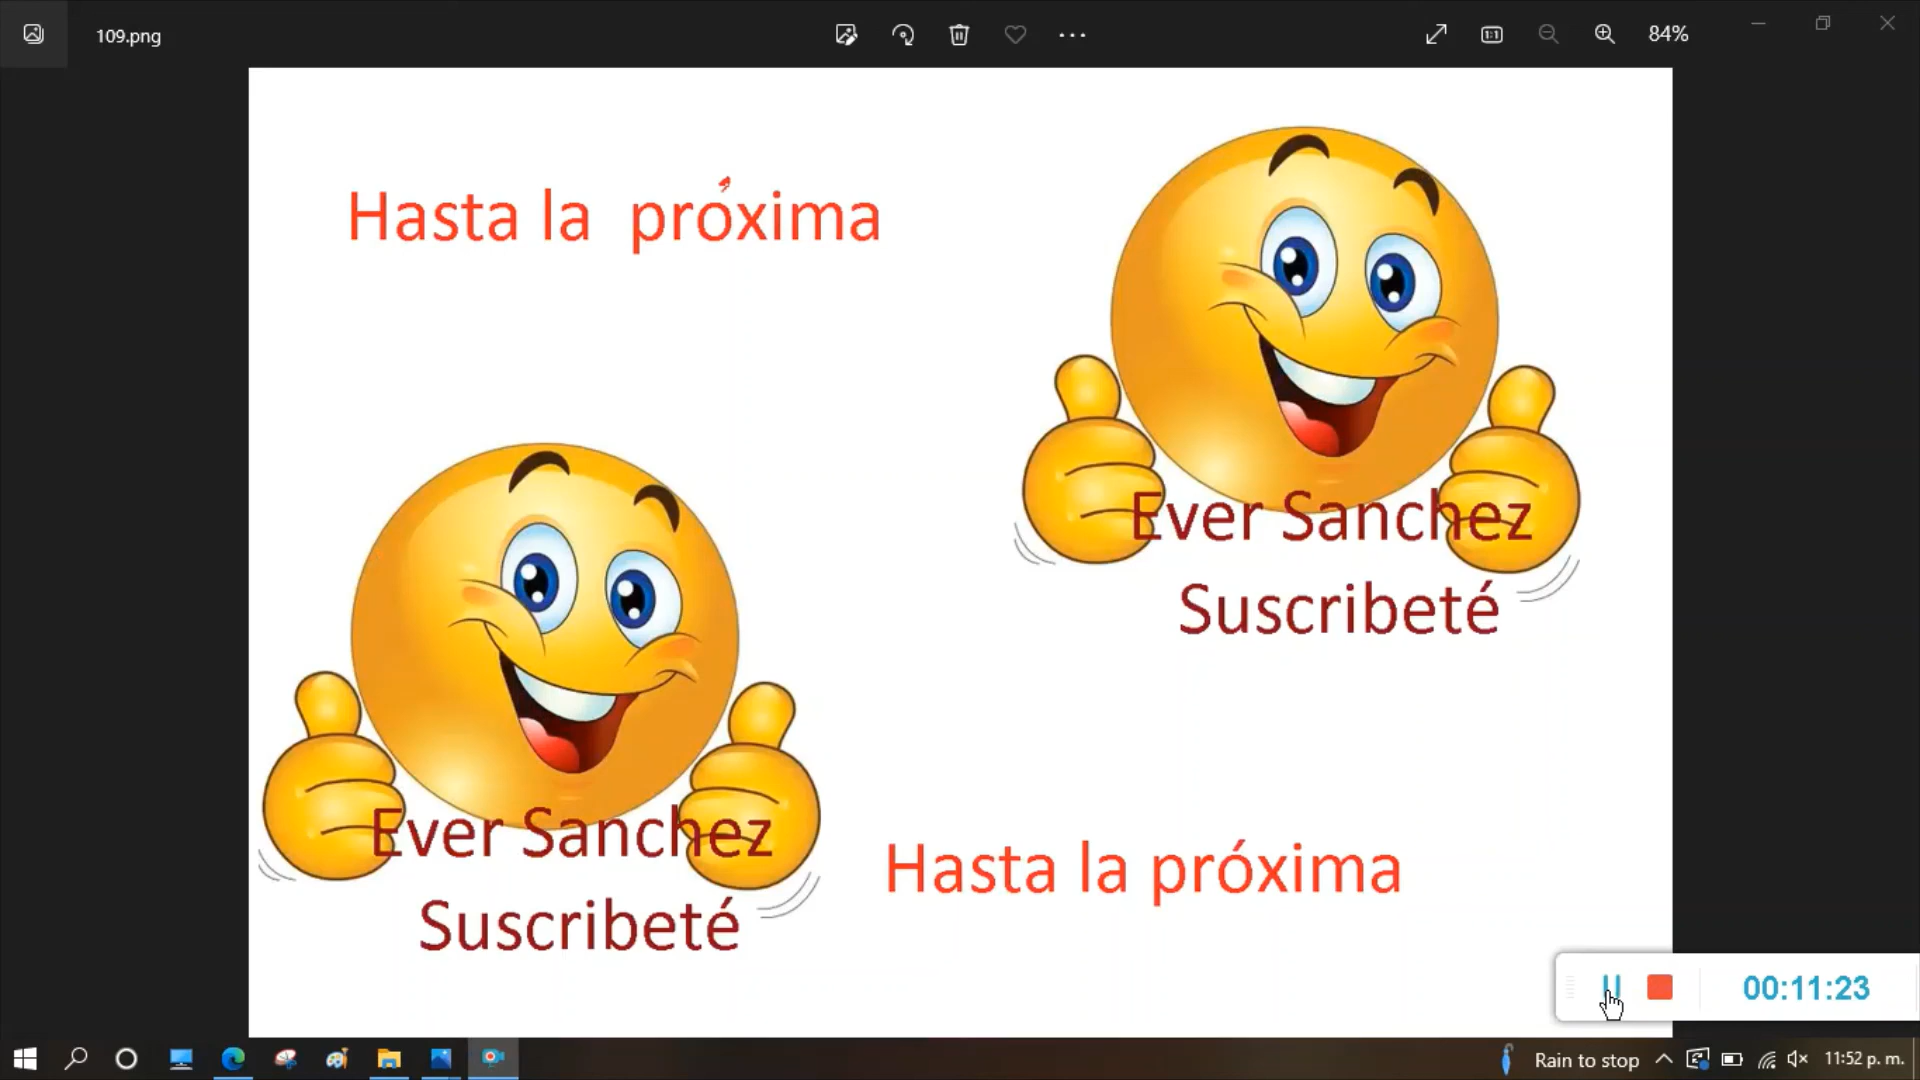 109.png
84%
Hasta la  próxima
Ever Sanchez
Suscribeté
Ever Sanchez
Suscribeté
Hasta la próxima
00:11:23
Rain to stop
11:52 p. m.